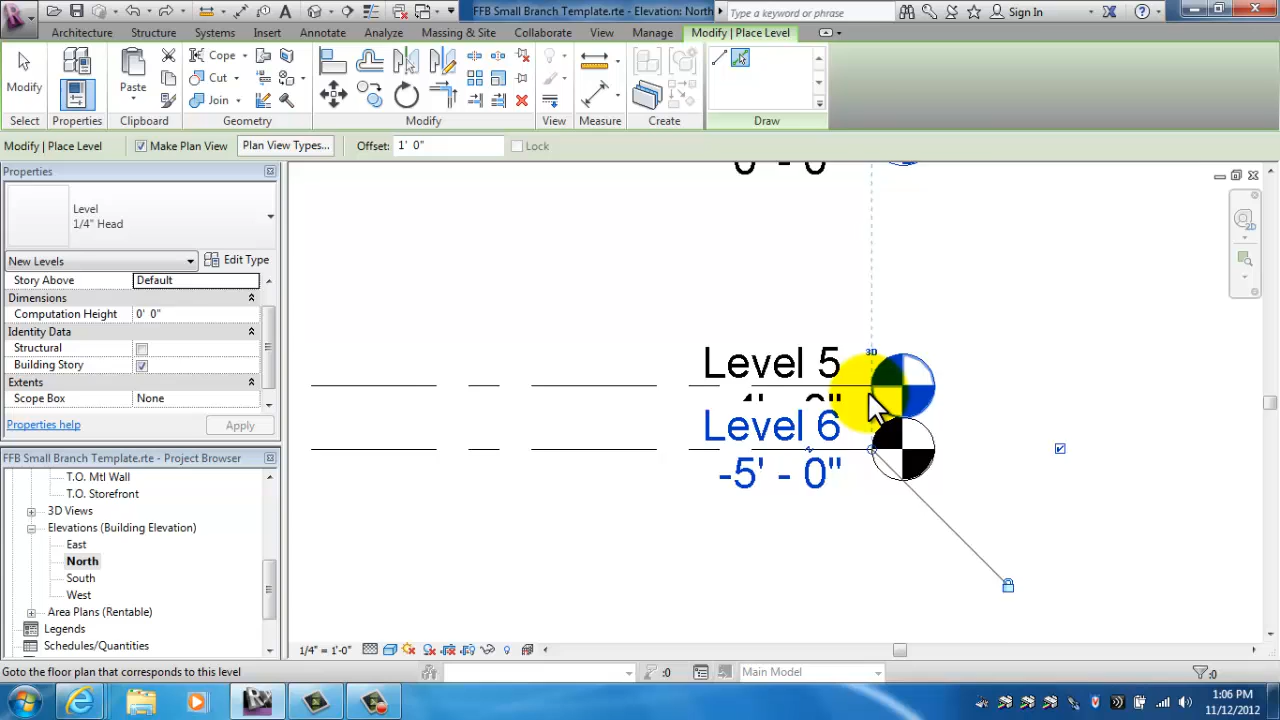 FFB Small Branch Template.rte - Elevation: North
Type a keyword or phrase
Sign In
Architecture Structure Systems Insert Annotate Analyze Massing & Site Collaborate View Manage Modify | Place Level
Modify
Paste
Cope
Cut
Join
Select Properties Clipboard Geometry Modify View Measure Create Draw
Modify | Place Level
Make Plan View
Plan View Types...
Offset: 1' 0"
Lock
Properties
Level
1/4" Head
New Levels
Edit Type
Story Above Default
Dimensions
Computation Height 0' 0"
Identity Data
Structural
Building Story
Extents
Scope Box None
Properties help
Apply
FFB Small Branch Template.rte - Project Browser
T.O. Mtl Wall
T.O. Storefront
3D Views
Elevations (Building Elevation)
East
North
South
West
Area Plans (Rentable)
Legends
Schedules/Quantities
2D
3D
Level 5
Level 6
-5' - 0"
1/4" = 1'-0"
Goto the floor plan that corresponds to this level
:0
Main Model
:0
1:06 PM
11/12/2012